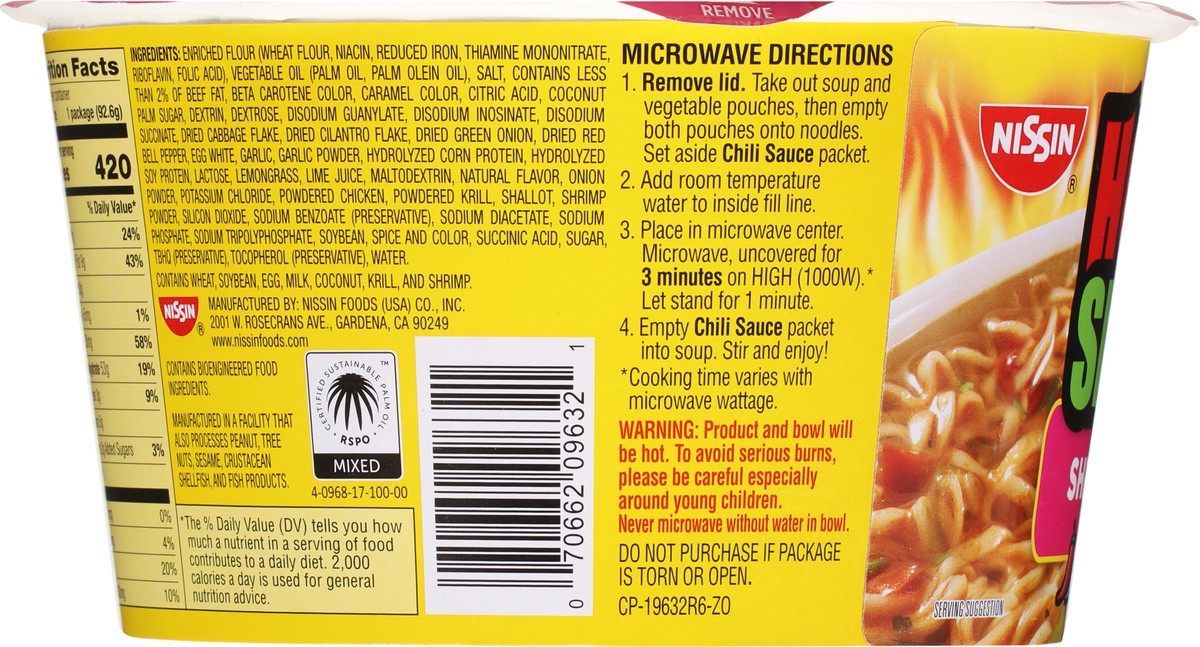 REMOVE
tion Facts
container
1 package (92.6g)
serving
420
% Daily Value*
24%
43%
1%
58%
19%
9%
Added Sugars 3%
0%
4%
20%
10%
INGREDIENTS: ENRICHED FLOUR (WHEAT FLOUR, NIACIN, REDUCED IRON, THIAMINE MONONITRATE,
RIBOFLAVIN, FOLIC ACID), VEGETABLE OIL (PALM OIL, PALM OLEIN OIL), SALT, CONTAINS LESS
THAN 2% OF BEEF FAT, BETA CAROTENE COLOR, CARAMEL COLOR, CITRIC ACID, COCONUT
PALM SUGAR, DEXTRIN, DEXTROSE, DISODIUM GUANYLATE, DISODIUM INOSINATE, DISODIUM
SUCCINATE, DRIED CABBAGE FLAKE, DRIED CILANTRO FLAKE, DRIED GREEN ONION, DRIED RED
BELL PEPPER, EGG WHITE, GARLIC, GARLIC POWDER, HYDROLYZED CORN PROTEIN, HYDROLYZED
SOY PROTEIN, LACTOSE, LEMONGRASS, LIME JUICE, MALTODEXTRIN, NATURAL FLAVOR, ONION
POWDER, POTASSIUM CHLORIDE, POWDERED CHICKEN, POWDERED KRILL, SHALLOT, SHRIMP
POWDER, SILICON DIOXIDE, SODIUM BENZOATE (PRESERVATIVE), SODIUM DIACETATE, SODIUM
PHOSPHATE, SODIUM TRIPOLYPHOSPHATE, SOYBEAN, SPICE AND COLOR, SUCCINIC ACID, SUGAR,
TBHQ (PRESERVATIVE), TOCOPHEROL (PRESERVATIVE), WATER.
CONTAINS WHEAT, SOYBEAN, EGG, MILK, COCONUT, KRILL, AND SHRIMP.
NISSIN ®
MANUFACTURED BY: NISSIN FOODS (USA) CO., INC.
2001 W. ROSECRANS AVE., GARDENA, CA 90249
www.nissinfoods.com
CONTAINS BIOENGINEERED FOOD
INGREDIENTS.
MANUFACTURED IN A FACILITY THAT
ALSO PROCESSES PEANUT, TREE
NUTS, SESAME, CRUSTACEAN
SHELLFISH, AND FISH PRODUCTS.
CERTIFIED SUSTAINABLE PALM OIL ™
RSPO
MIXED
4-0968-17-100-00
*The % Daily Value (DV) tells you how
much a nutrient in a serving of food
contributes to a daily diet. 2,000
calories a day is used for general
nutrition advice.
0 70662 09632 1
MICROWAVE DIRECTIONS
1. Remove lid. Take out soup and
vegetable pouches, then empty
both pouches onto noodles.
Set aside Chili Sauce packet.
2. Add room temperature
water to inside fill line.
3. Place in microwave center.
Microwave, uncovered for
3 minutes on HIGH (1000W).*
Let stand for 1 minute.
4. Empty Chili Sauce packet
into soup. Stir and enjoy!
*Cooking time varies with
microwave wattage.
WARNING: Product and bowl will
be hot. To avoid serious burns,
please be careful especially
around young children.
Never microwave without water in bowl.
DO NOT PURCHASE IF PACKAGE
IS TORN OR OPEN.
CP-19632R6-ZO
NISSIN ®
H
S
SH
SERVING SUGGESTION